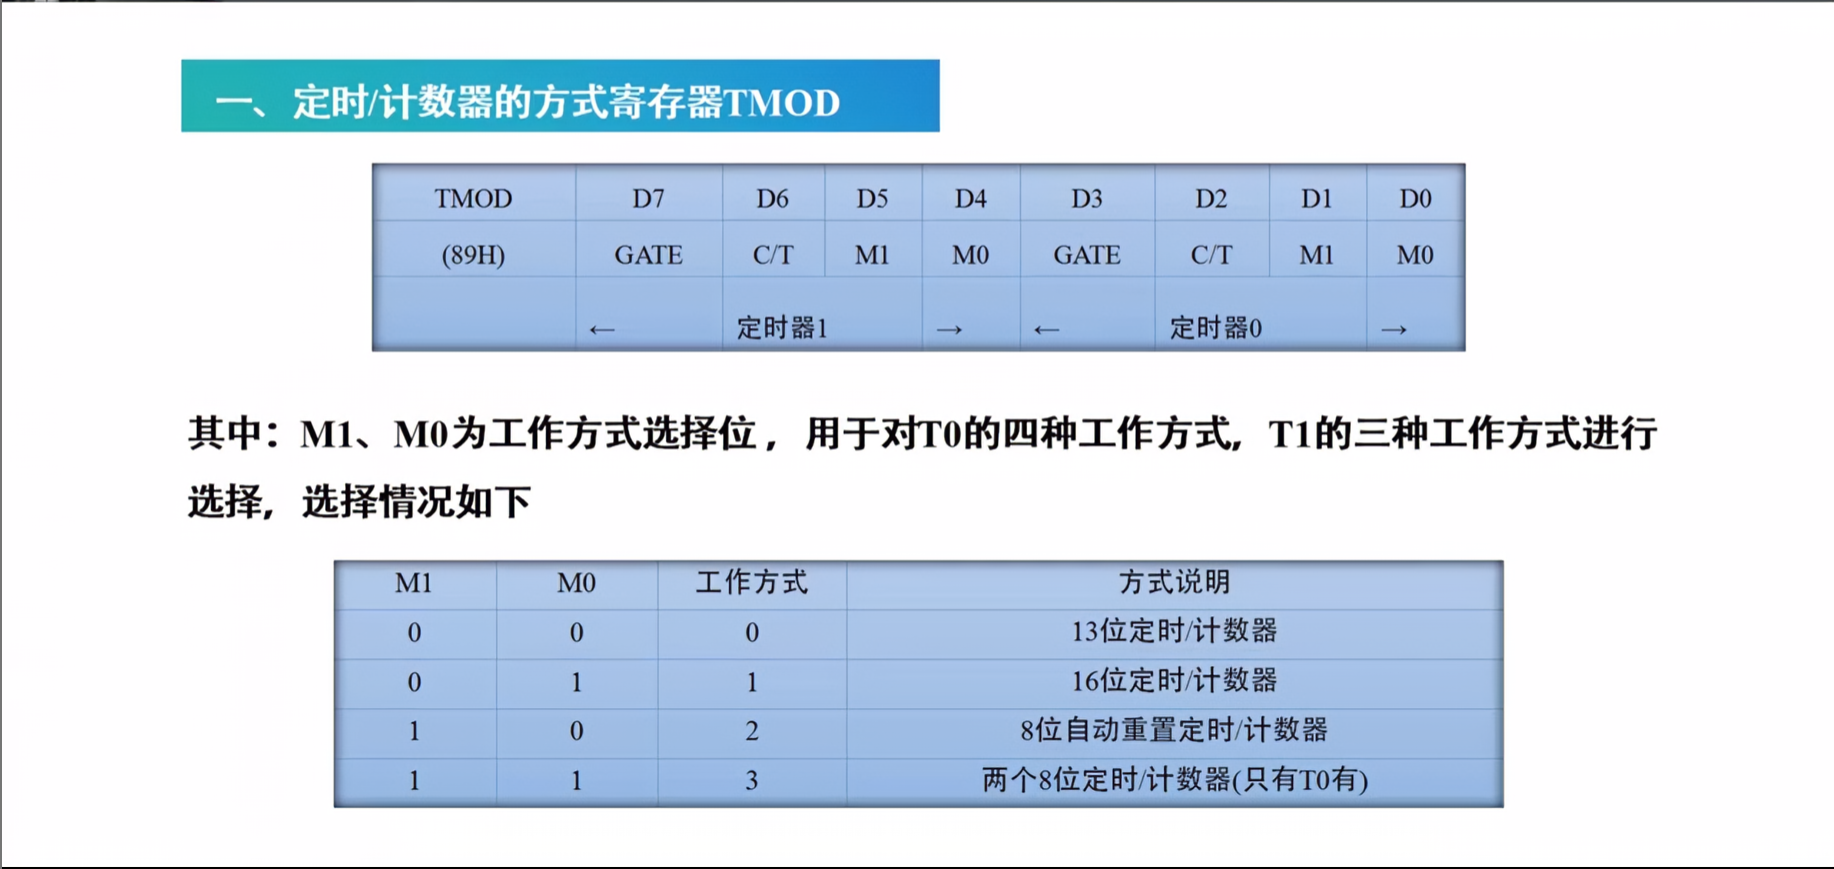 一、定时/计数器的方式寄存器TMOD
TMOD D7 D6 D5 D4 D3 D2 D1 D0
(89H) GATE C/T M1 M0 GATE C/T M1 M0
← 定时器1 → ← 定时器0 →
其中：M1、M0为工作方式选择位，用于对T0的四种工作方式，T1的三种工作方式进行
选择，选择情况如下
M1 M0 工作方式 方式说明
0 0 0 13位定时/计数器
0 1 1 16位定时/计数器
1 0 2 8位自动重置定时/计数器
1 1 3 两个8位定时/计数器(只有T0有)